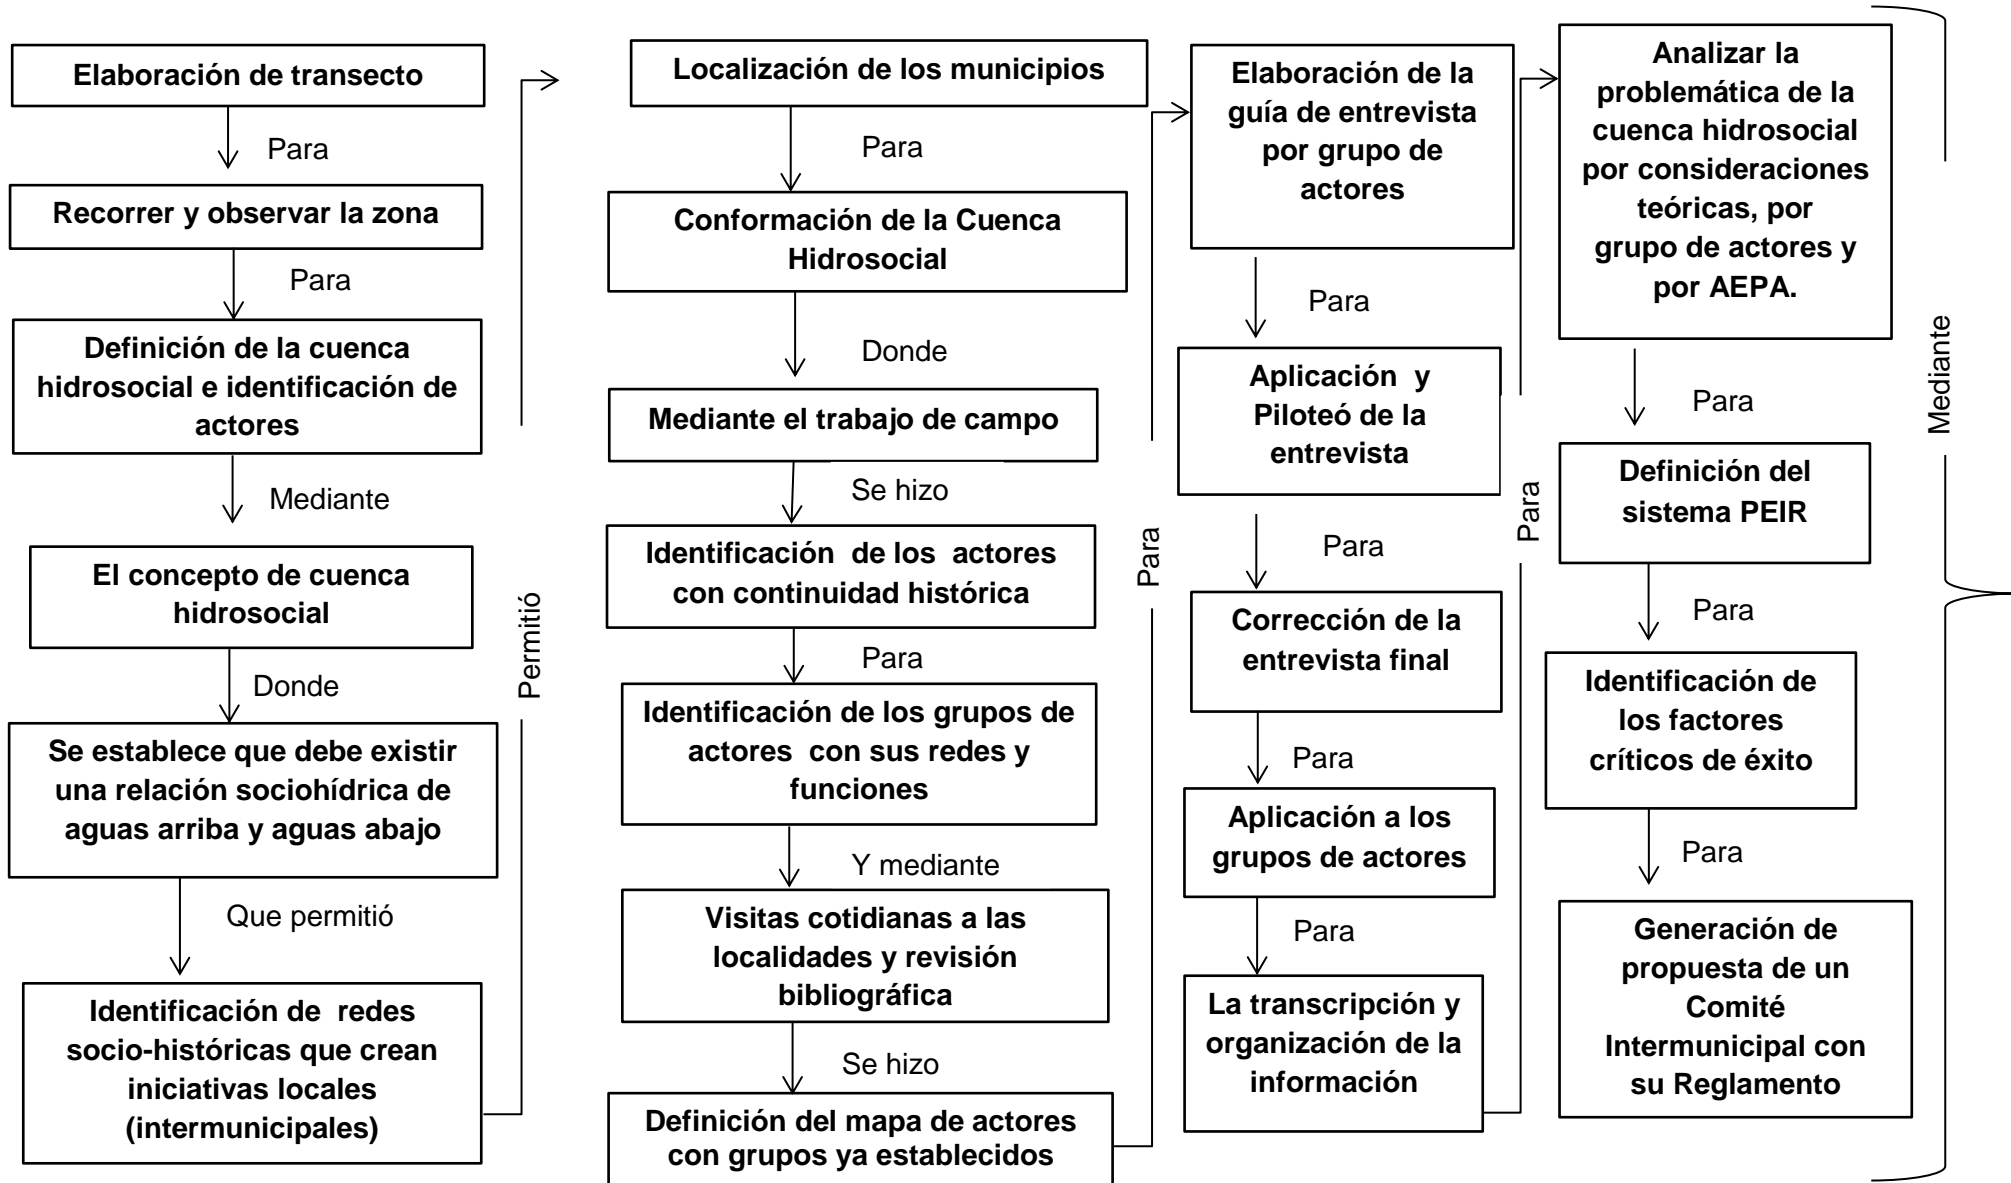 Elaboración de transecto
Para
Recorrer y observar la zona
Para
Definición de la cuenca
hidrosocial e identificación de
actores
Mediante
El concepto de cuenca
hidrosocial
Donde
Se establece que debe existir
una relación sociohídrica de
aguas arriba y aguas abajo
Que permitió
Identificación de redes
socio-históricas que crean
iniciativas locales
(intermunicipales)
Permitió
Localización de los municipios
Para
Conformación de la Cuenca
Hidrosocial
Donde
Mediante el trabajo de campo
Se hizo
Identificación de los actores
con continuidad histórica
Para
Identificación de los grupos de
actores con sus redes y
funciones
Y mediante
Visitas cotidianas a las
localidades y revisión
bibliográfica
Se hizo
Definición del mapa de actores
con grupos ya establecidos
Para
Elaboración de la
guía de entrevista
por grupo de
actores
Para
Aplicación y
Piloteó de la
entrevista
Para
Corrección de la
entrevista final
Para
Aplicación a los
grupos de actores
Para
La transcripción y
organización de la
información
Para
Analizar la
problemática de la
cuenca hidrosocial
por consideraciones
teóricas, por
grupo de actores y
por AEPA.
Para
Definición del
sistema PEIR
Para
Identificación de
los factores
críticos de éxito
Para
Generación de
propuesta de un
Comité
Intermunicipal con
su Reglamento
Mediante